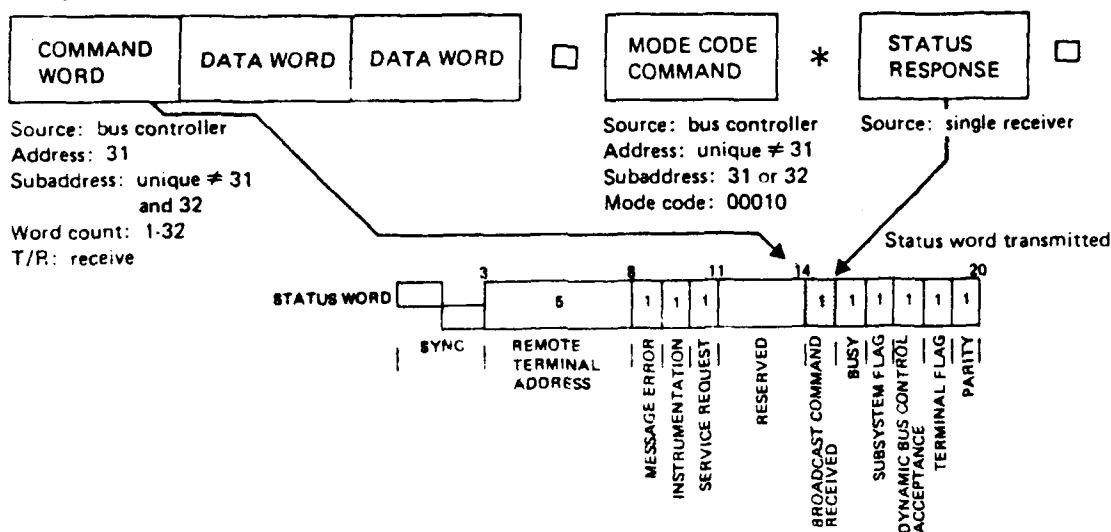 COMMAND
WORD
DATA WORD
DATA WORD
MODE CODE
COMMAND
*
STATUS
RESPONSE
Source: bus controller
Address: 31
Subaddress: unique ≠ 31
and 32
Word count: 1-32
T/R: receive
Source: bus controller
Address: unique ≠ 31
Subaddress: 31 or 32
Mode code: 00010
Source: single receiver
Status word transmitted
3
8
11
14
20
STATUS WORD
5
1
1
1
1
1
1
1
1
1
SYNC
REMOTE
TERMINAL
ADDRESS
MESSAGE ERROR
INSTRUMENTATION
SERVICE REQUEST
RESERVED
BROADCAST COMMAND
RECEIVED
BUSY
SUBSYSTEM FLAG
DYNAMIC BUS CONTROL
ACCEPTANCE
TERMINAL FLAG
PARITY